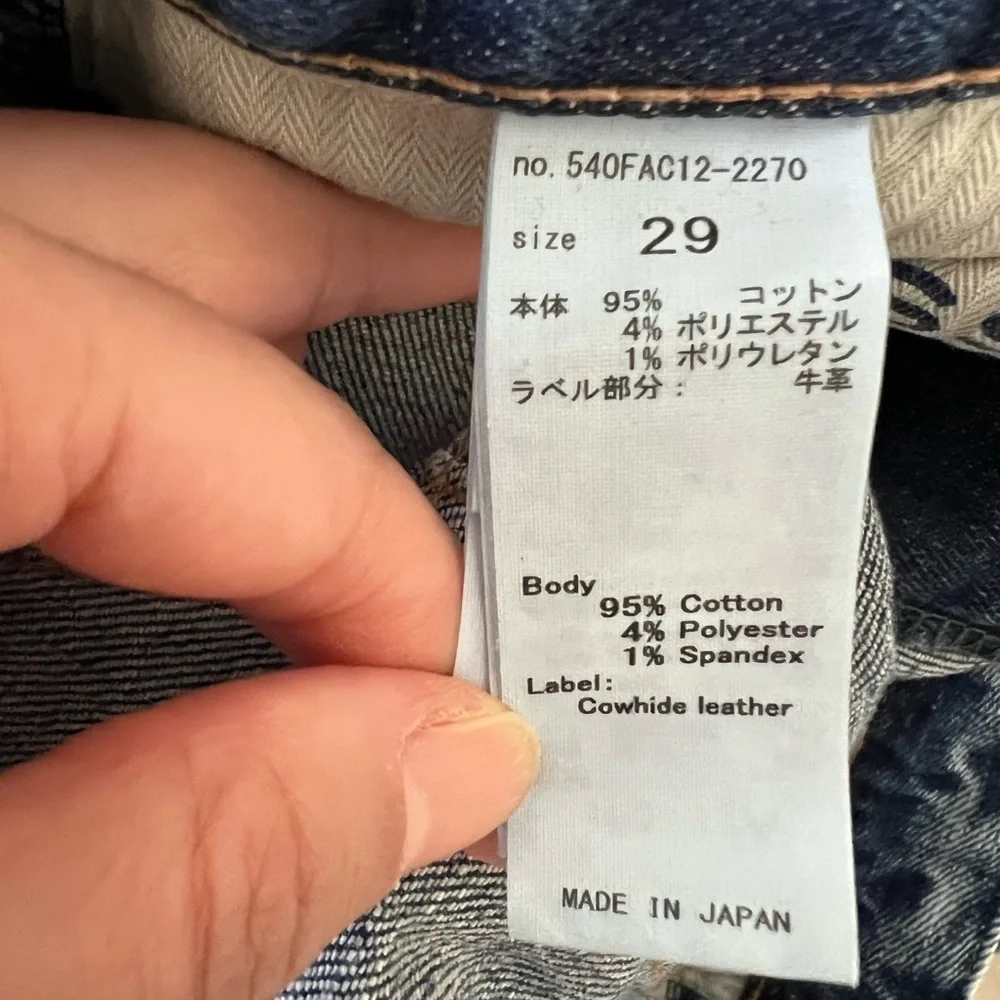 no. 540FAC12-2270
size 29
本体 95% コットン
4% ポリエステル
1% ポリウレタン
ラベル部分: 牛革
Body
95% Cotton
4% Polyester
1% Spandex
Label:
Cowhide leather
MADE IN JAPAN